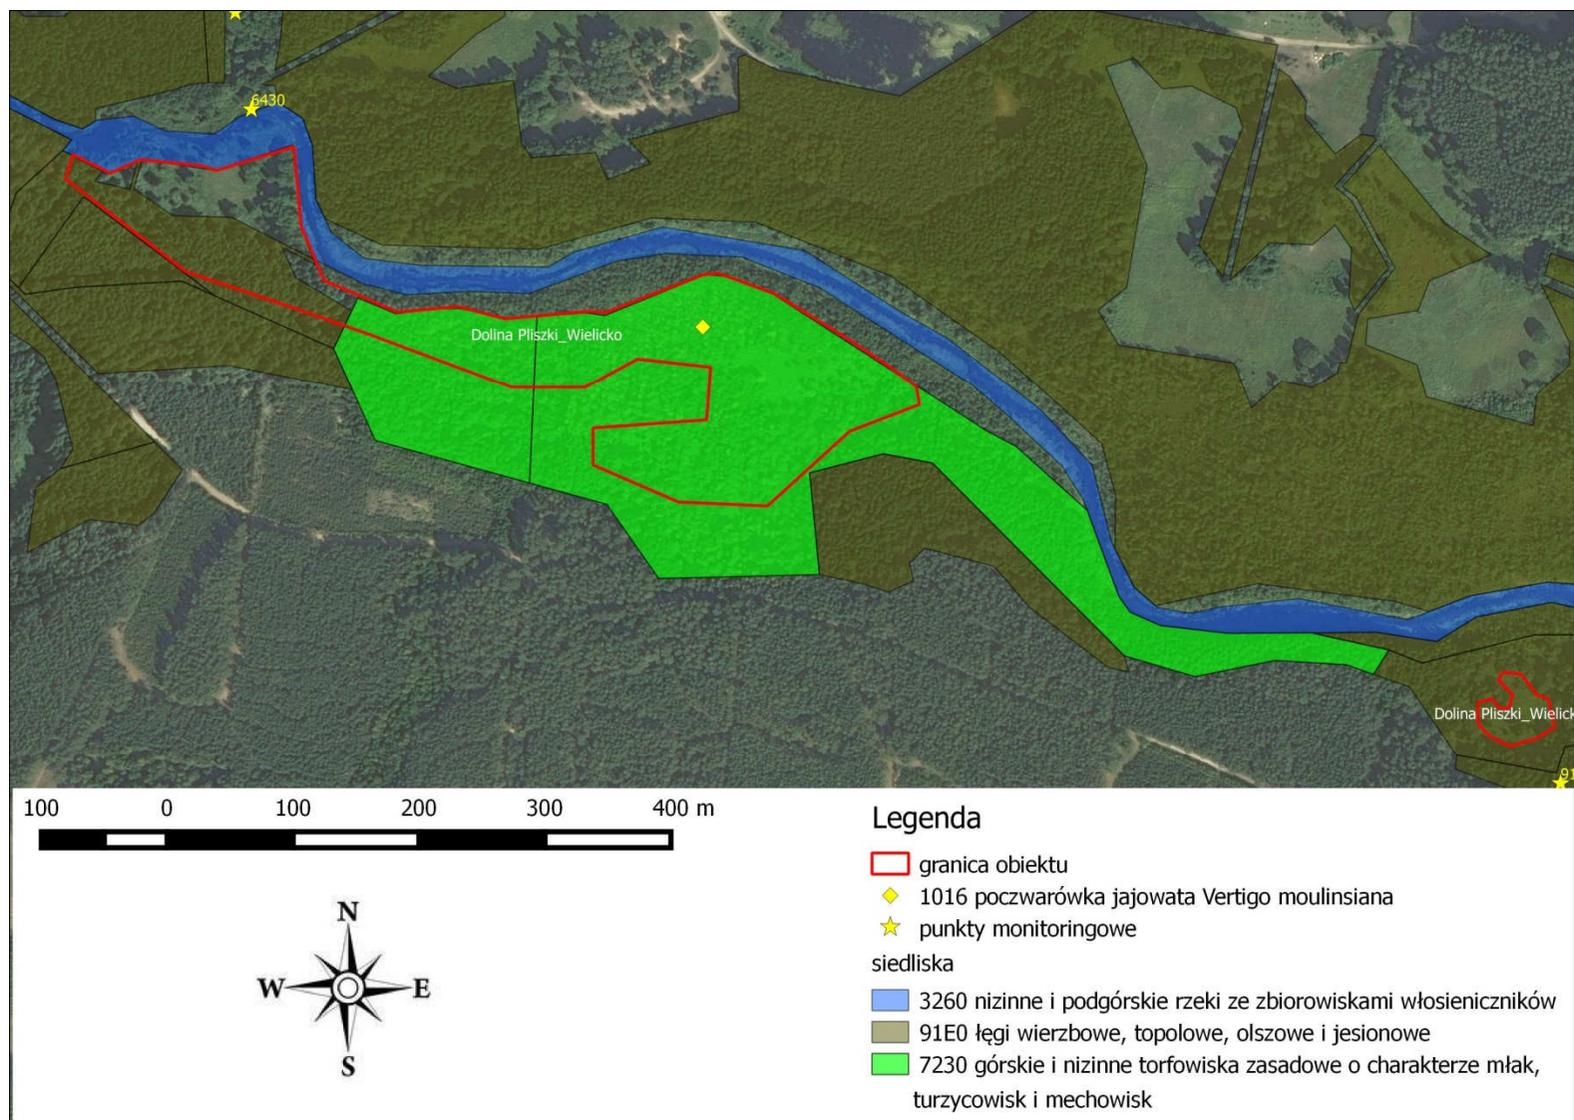 6430
Dolina Pliszki_Wielicko
Dolina Pliszki_Wielick
91
100 0 100 200 300 400 m
Legenda
granica obiektu
1016 poczwarówka jajowata Vertigo moulinsiana
punkty monitoringowe
siedliska
3260 nizinne i podgórskie rzeki ze zbiorowiskami włosieniczników
91E0 łęgi wierzbowe, topolowe, olszowe i jesionowe
7230 górskie i nizinne torfowiska zasadowe o charakterze młak,
turzycowisk i mechowisk
N
W E
S